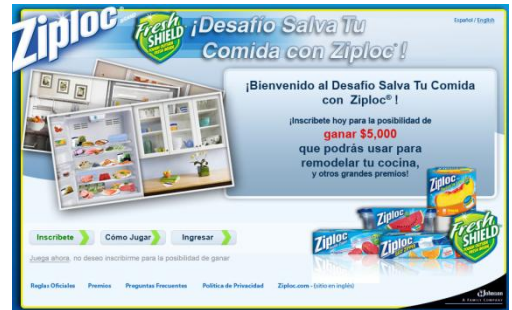 Ziploc
Fresh SHIELD
¡Desafío Salva Tu
Comida con Ziploc®!
Español / English
¡Bienvenido al Desafío Salva Tu Comida
con Ziploc® !
¡Inscríbete hoy para la posibilidad de
ganar $5,000
que podrás usar para
remodelar tu cocina,
y otros grandes premios!
Inscríbete
Cómo Jugar
Ingresar
Juega ahora, no deseo inscribirme para la posibilidad de ganar
Reglas Oficiales
Premios
Preguntas Frecuentes
Política de Privacidad
Ziploc.com - (sitio en inglés)
Ziploc
Ziploc
Ziploc
Ziploc
Fresh SHIELD
Johnson
A FAMILY COMPANY